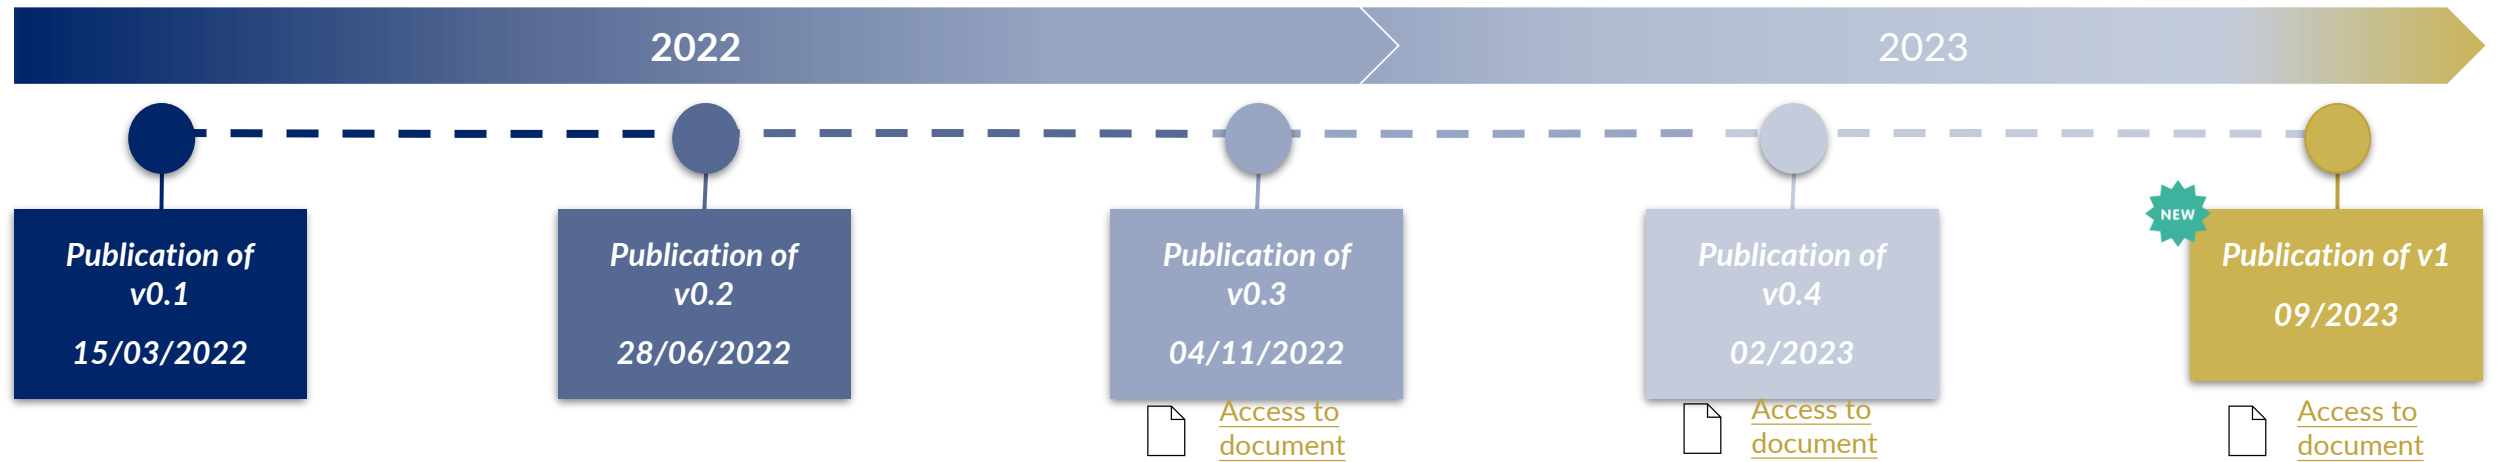 2022
2023
Publication of
v0.1
15/03/2022
Publication of
v0.2
28/06/2022
Publication of
v0.3
04/11/2022
Access to
document
Publication of
v0.4
02/2023
Access to
document
NEW
Publication of v1
09/2023
Access to
document